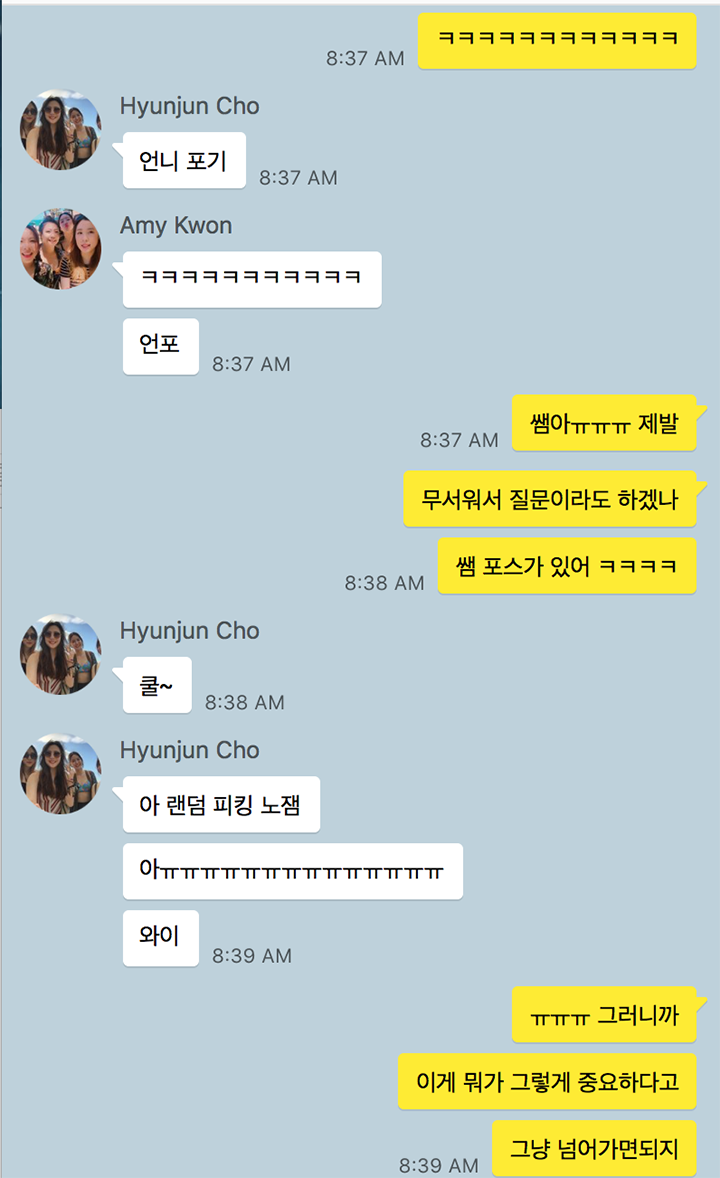 ㅋㅋㅋㅋㅋㅋㅋㅋㅋㅋㅋㅋ
8:37 AM
Hyunjun Cho
언니 포기
8:37 AM
Amy Kwon
ㅋㅋㅋㅋㅋㅋㅋㅋㅋㅋㅋ
언포
8:37 AM
쌤아ㅠㅠㅠ 제발
8:37 AM
무서워서 질문이라도 하겠나
쌤 포스가 있어 ㅋㅋㅋㅋ
8:38 AM
Hyunjun Cho
쿨~
8:38 AM
Hyunjun Cho
아 랜덤 피킹 노잼
아ㅠㅠㅠㅠㅠㅠㅠㅠㅠㅠㅠㅠㅠㅠ
와이
8:39 AM
ㅠㅠㅠ 그러니까
이게 뭐가 그렇게 중요하다고
그냥 넘어가면되지
8:39 AM